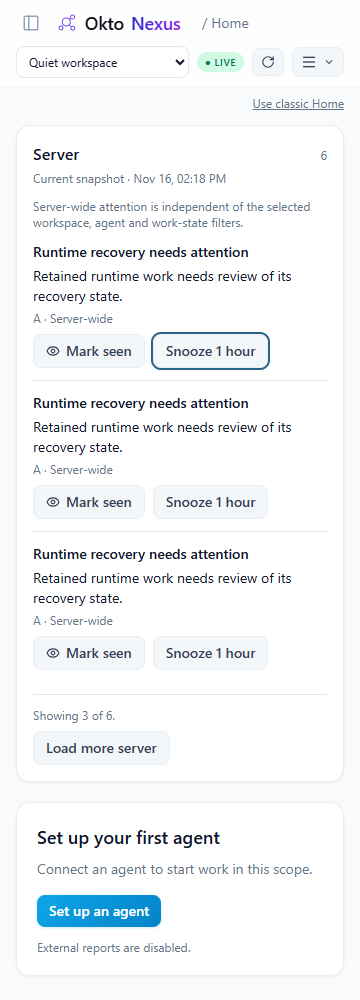 Okto Nexus / Home
Quiet workspace
LIVE
Use classic Home
Server 6
Current snapshot · Nov 16, 02:18 PM
Server-wide attention is independent of the selected
workspace, agent and work-state filters.
Runtime recovery needs attention
Retained runtime work needs review of its
recovery state.
A · Server-wide
Mark seen Snooze 1 hour
Runtime recovery needs attention
Retained runtime work needs review of its
recovery state.
A · Server-wide
Mark seen Snooze 1 hour
Runtime recovery needs attention
Retained runtime work needs review of its
recovery state.
A · Server-wide
Mark seen Snooze 1 hour
Showing 3 of 6.
Load more server
Set up your first agent
Connect an agent to start work in this scope.
Set up an agent
External reports are disabled.